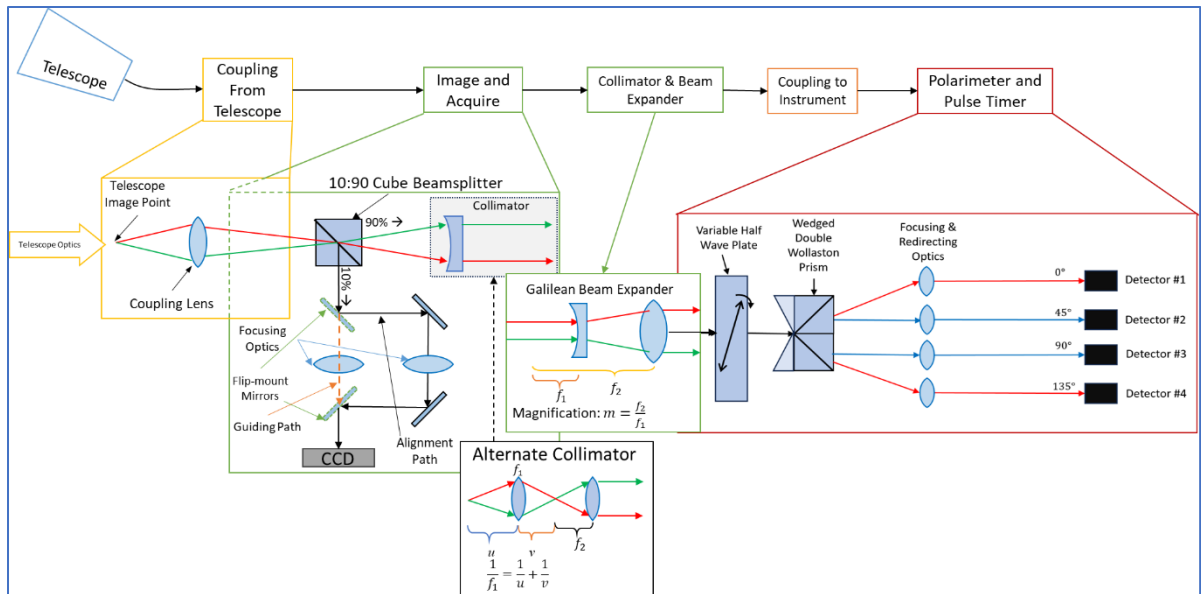 Telescope
Coupling
From
Telescope
Image and
Acquire
Collimator & Beam
Expander
Coupling to
Instrument
Polarimeter and
Pulse Timer
Telescope
Image Point
Telescope Optics
Coupling Lens
10:90 Cube Beamsplitter
90% →
10% →
Collimator
Focusing
Optics
Flip-mount
Mirrors
Guiding Path
Alignment
Path
CCD
Galilean Beam Expander
f₁
f₂
Magnification: m = f₂/f₁
Alternate Collimator
f₁
u
v
f₂
1/f₁ = 1/u + 1/v
Variable Half
Wave Plate
Wedged
Double
Wollaston
Prism
Focusing &
Redirecting
Optics
0°
Detector #1
45°
Detector #2
90°
Detector #3
135°
Detector #4